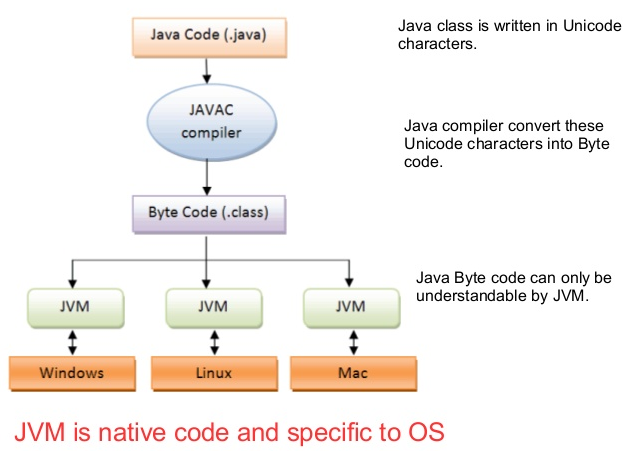 Java Code (.java)
Java class is written in Unicode
characters.
JAVAC
compiler
Java compiler convert these
Unicode characters into Byte
code.
Byte Code (.class)
Java Byte code can only be
understandable by JVM.
JVM
JVM
JVM
Windows
Linux
Mac
JVM is native code and specific to OS